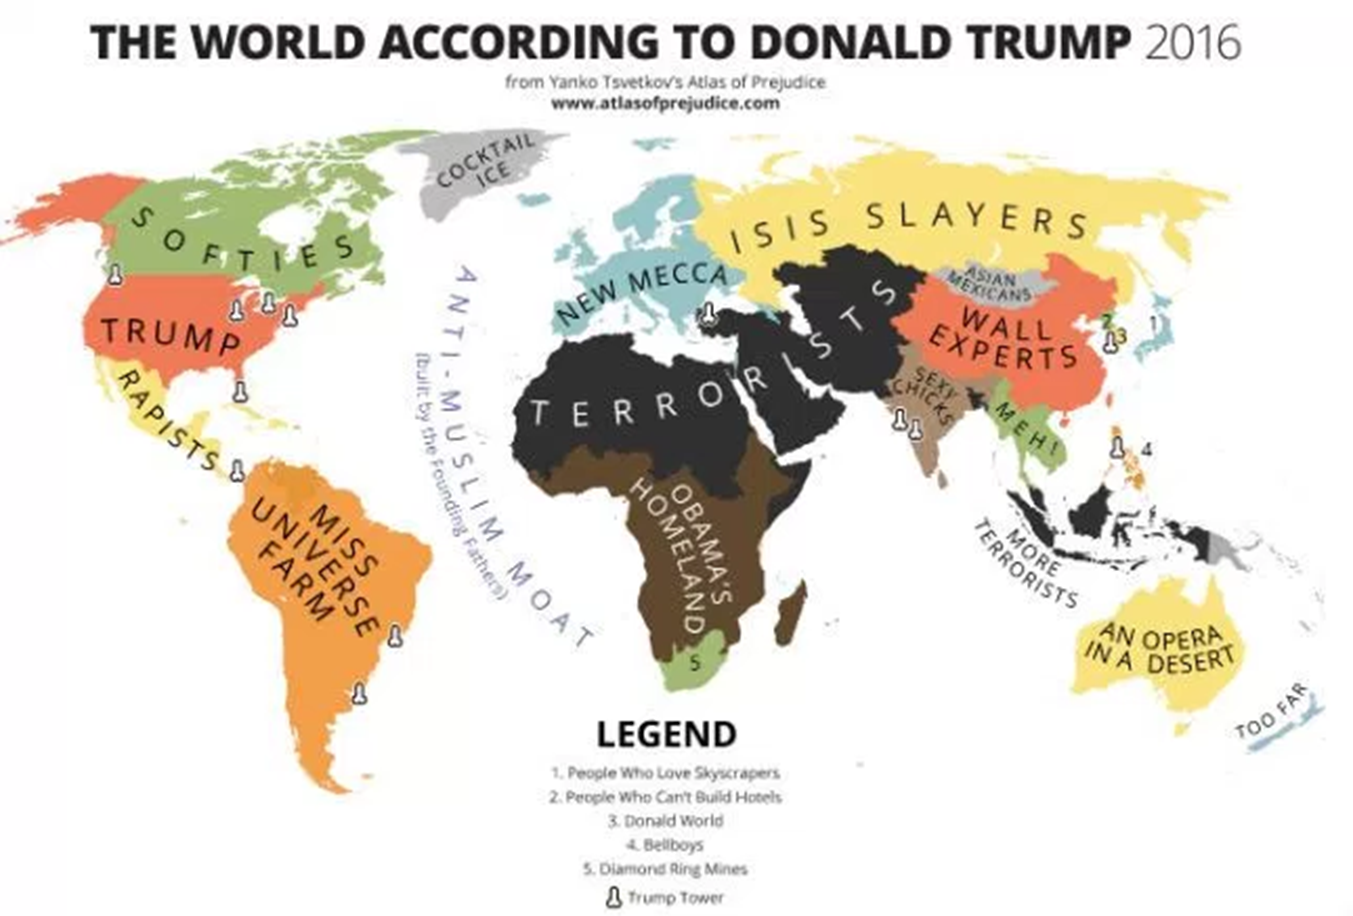 THE WORLD ACCORDING TO DONALD TRUMP 2016
from Yanko Tsvetkov's Atlas of Prejudice
www.atlasofprejudice.com
COCKTAIL
ICE
SOFTIES
ISIS SLAYERS
NEW MECCA
ASIAN
MEXICANS
TRUMP
WALL
EXPERTS
2
3
1
RAPISTS
TERRORISTS
SEXY
CHICKS
MEH!
4
ANTI-MUSLIM MOAT
(built by the Founding Fathers)
MISS
UNIVERSE
FARM
OBAMA'S
HOMELAND
MORE
TERRORISTS
5
AN OPERA
IN A DESERT
TOO FAR
LEGEND
1. People Who Love Skyscrapers
2. People Who Can't Build Hotels
3. Donald World
4. Bellboys
5. Diamond Ring Mines
Trump Tower